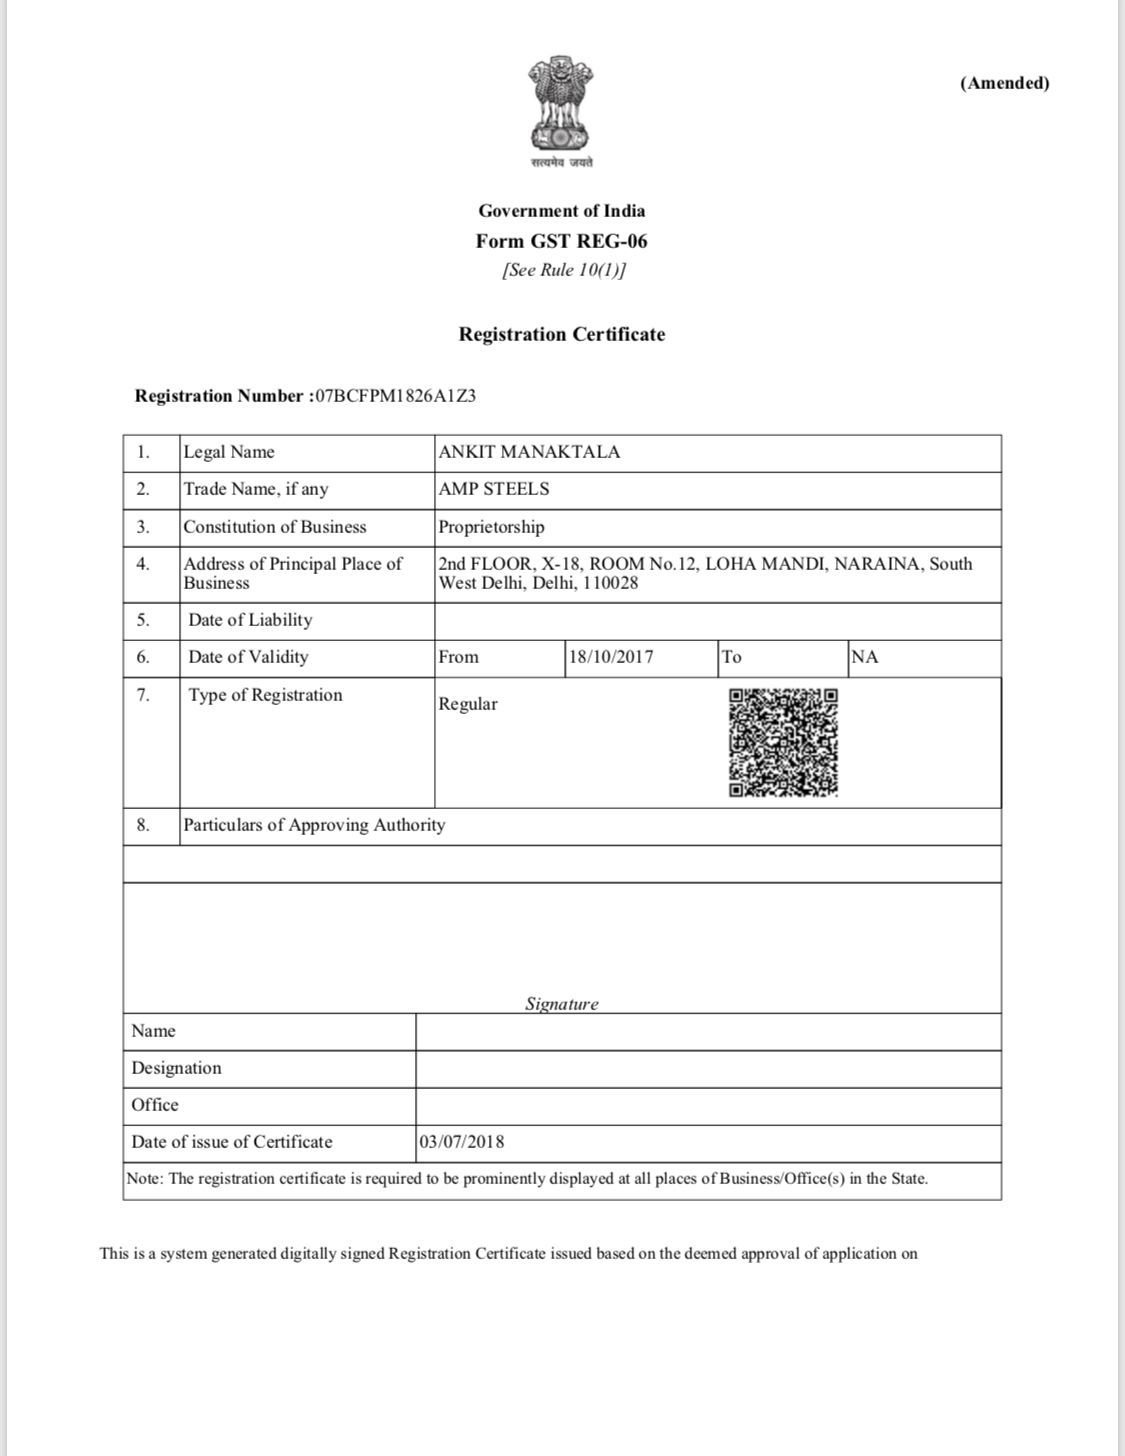 (Amended)
सत्यमेव जयते
Government of India
Form GST REG-06
[See Rule 10(1)]
Registration Certificate
Registration Number :07BCFPM1826A1Z3
1. Legal Name ANKIT MANAKTALA
2. Trade Name, if any AMP STEELS
3. Constitution of Business Proprietorship
4. Address of Principal Place of Business 2nd FLOOR, X-18, ROOM No.12, LOHA MANDI, NARAINA, South West Delhi, Delhi, 110028
5. Date of Liability
6. Date of Validity From 18/10/2017 To NA
7. Type of Registration Regular
8. Particulars of Approving Authority
Signature
Name
Designation
Office
Date of issue of Certificate 03/07/2018
Note: The registration certificate is required to be prominently displayed at all places of Business/Office(s) in the State.
This is a system generated digitally signed Registration Certificate issued based on the deemed approval of application on